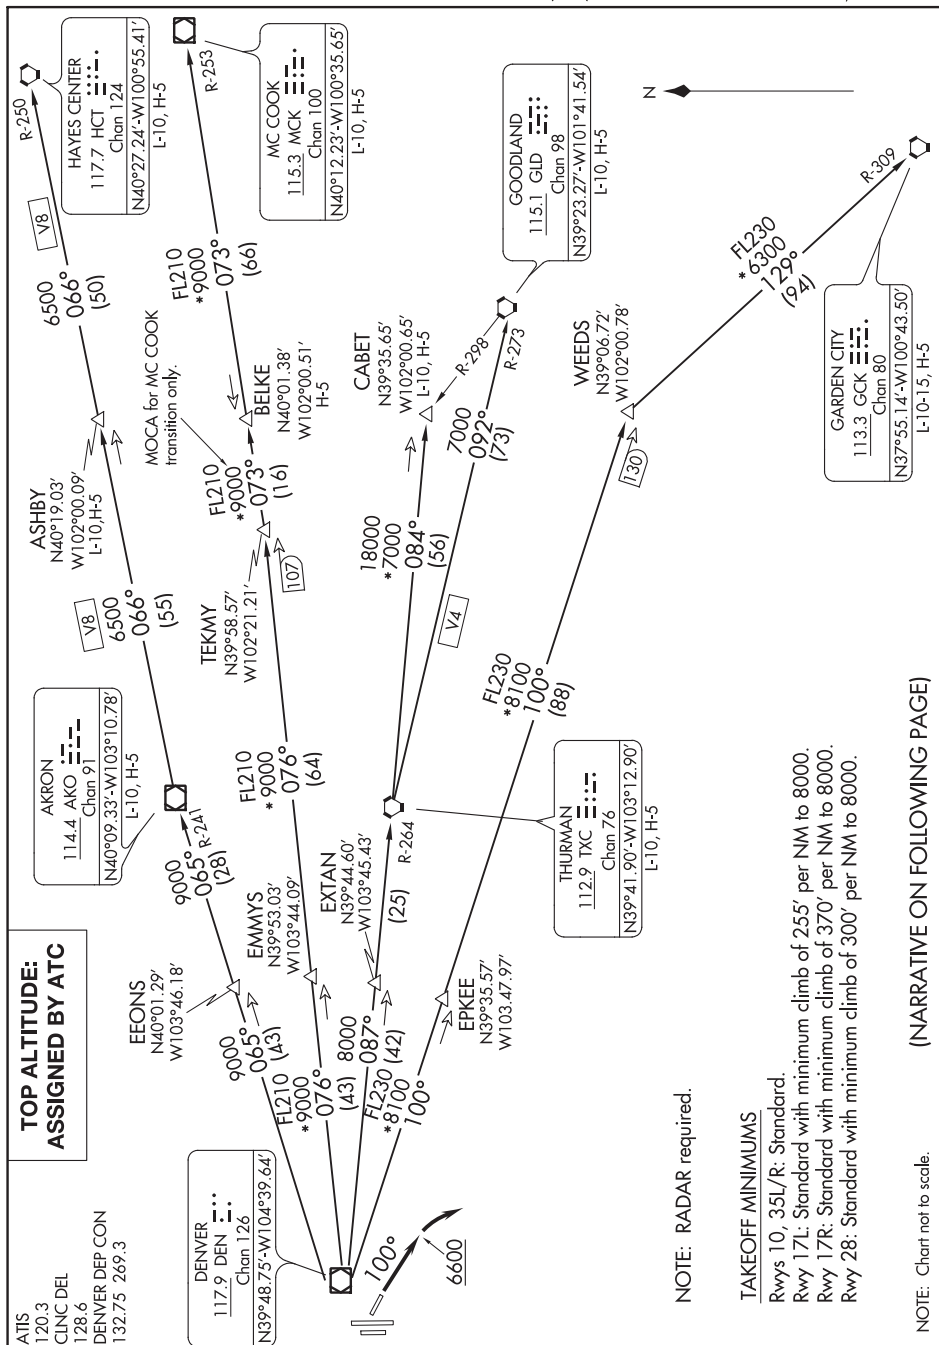 ATIS
120.3
CLNC DEL
128.6
DENVER DEP CON
132.75 269.3
TOP ALTITUDE:
ASSIGNED BY ATC
AKRON
114.4 AKO
Chan 91
N40°09.33'-W103°10.78'
L-10, H-5
HAYES CENTER
117.7 HCT
Chan 124
N40°27.24'-W100°55.41'
L-10, H-5
R-250
V8
6500
066°
(50)
ASHBY
N40°19.03'
W102°00.09'
L-10,H-5
V8
6500
066°
(55)
R-241
9000
065°
(28)
EEONS
N40°01.29'
W103°46.18'
9000
065°
(43)
MC COOK
115.3 MCK
Chan 100
N40°12.23'-W100°35.65'
L-10, H-5
R-253
FL210
*9000
073°
(66)
MOCA for MC COOK
transition only.
BELKE
N40°01.38'
W102°00.51'
H-5
FL210
*9000
073°
(16)
TEKMY
N39°58.57'
W102°21.21'
107
FL210
*9000
076°
(64)
EMMYS
N39°53.03'
W103°44.09'
FL210
*9000
076°
(43)
DENVER
117.9 DEN
Chan 126
N39°48.75'-W104°39.64'
EXTAN
N39°44.60'
W103°45.43'
8000
087°
(42)
(25)
R-264
THURMAN
112.9 TXC
Chan 76
N39°41.90'-W103°12.90'
L-10, H-5
CABET
N39°35.65'
W102°00.65'
L-10, H-5
18000
*7000
084°
(56)
R-298
R-273
7000
092°
(73)
V4
GOODLAND
115.1 GLD
Chan 98
N39°23.27'-W101°41.54'
L-10, H-5
N
EPKEE
N39°35.57'
W103.47.97'
FL230
*8100
100°
FL230
*8100
100°
(88)
130
WEEDS
N39°06.72'
W102°00.78'
FL230
*6300
129°
(94)
R-309
GARDEN CITY
113.3 GCK
Chan 80
N37°55.14'-W100°43.50'
L-10-15, H-5
100°
6600
NOTE: RADAR required.
TAKEOFF MINIMUMS
Rwys 10, 35L/R: Standard.
Rwy 17L: Standard with minimum climb of 255' per NM to 8000.
Rwy 17R: Standard with minimum climb of 370' per NM to 8000.
Rwy 28: Standard with minimum climb of 300' per NM to 8000.
NOTE: Chart not to scale.
(NARRATIVE ON FOLLOWING PAGE)